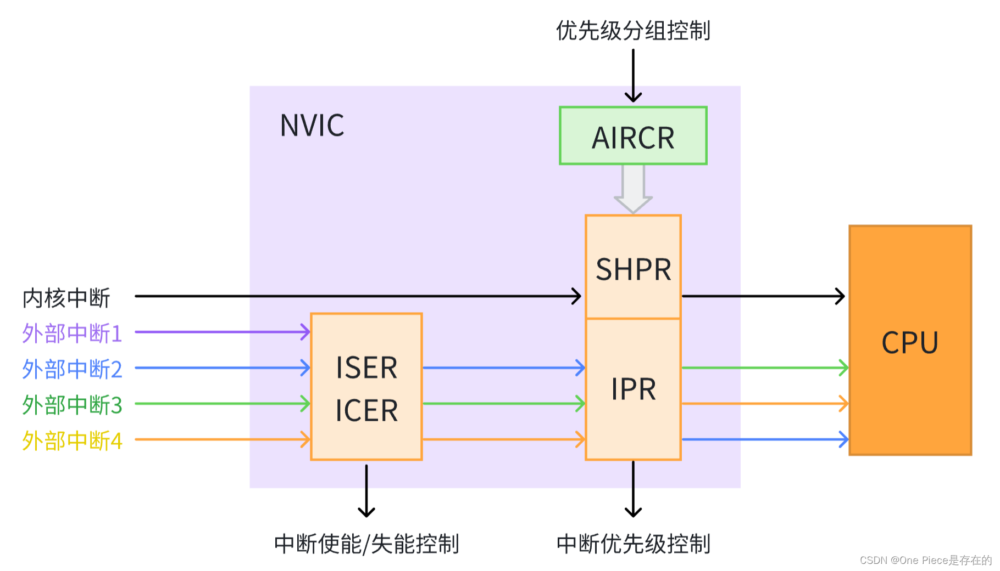 优先级分组控制
NVIC
AIRCR
SHPR
内核中断
外部中断1
外部中断2
外部中断3
外部中断4
ISER
ICER
IPR
CPU
中断使能/失能控制
中断优先级控制
CSDN @One Piece是存在的